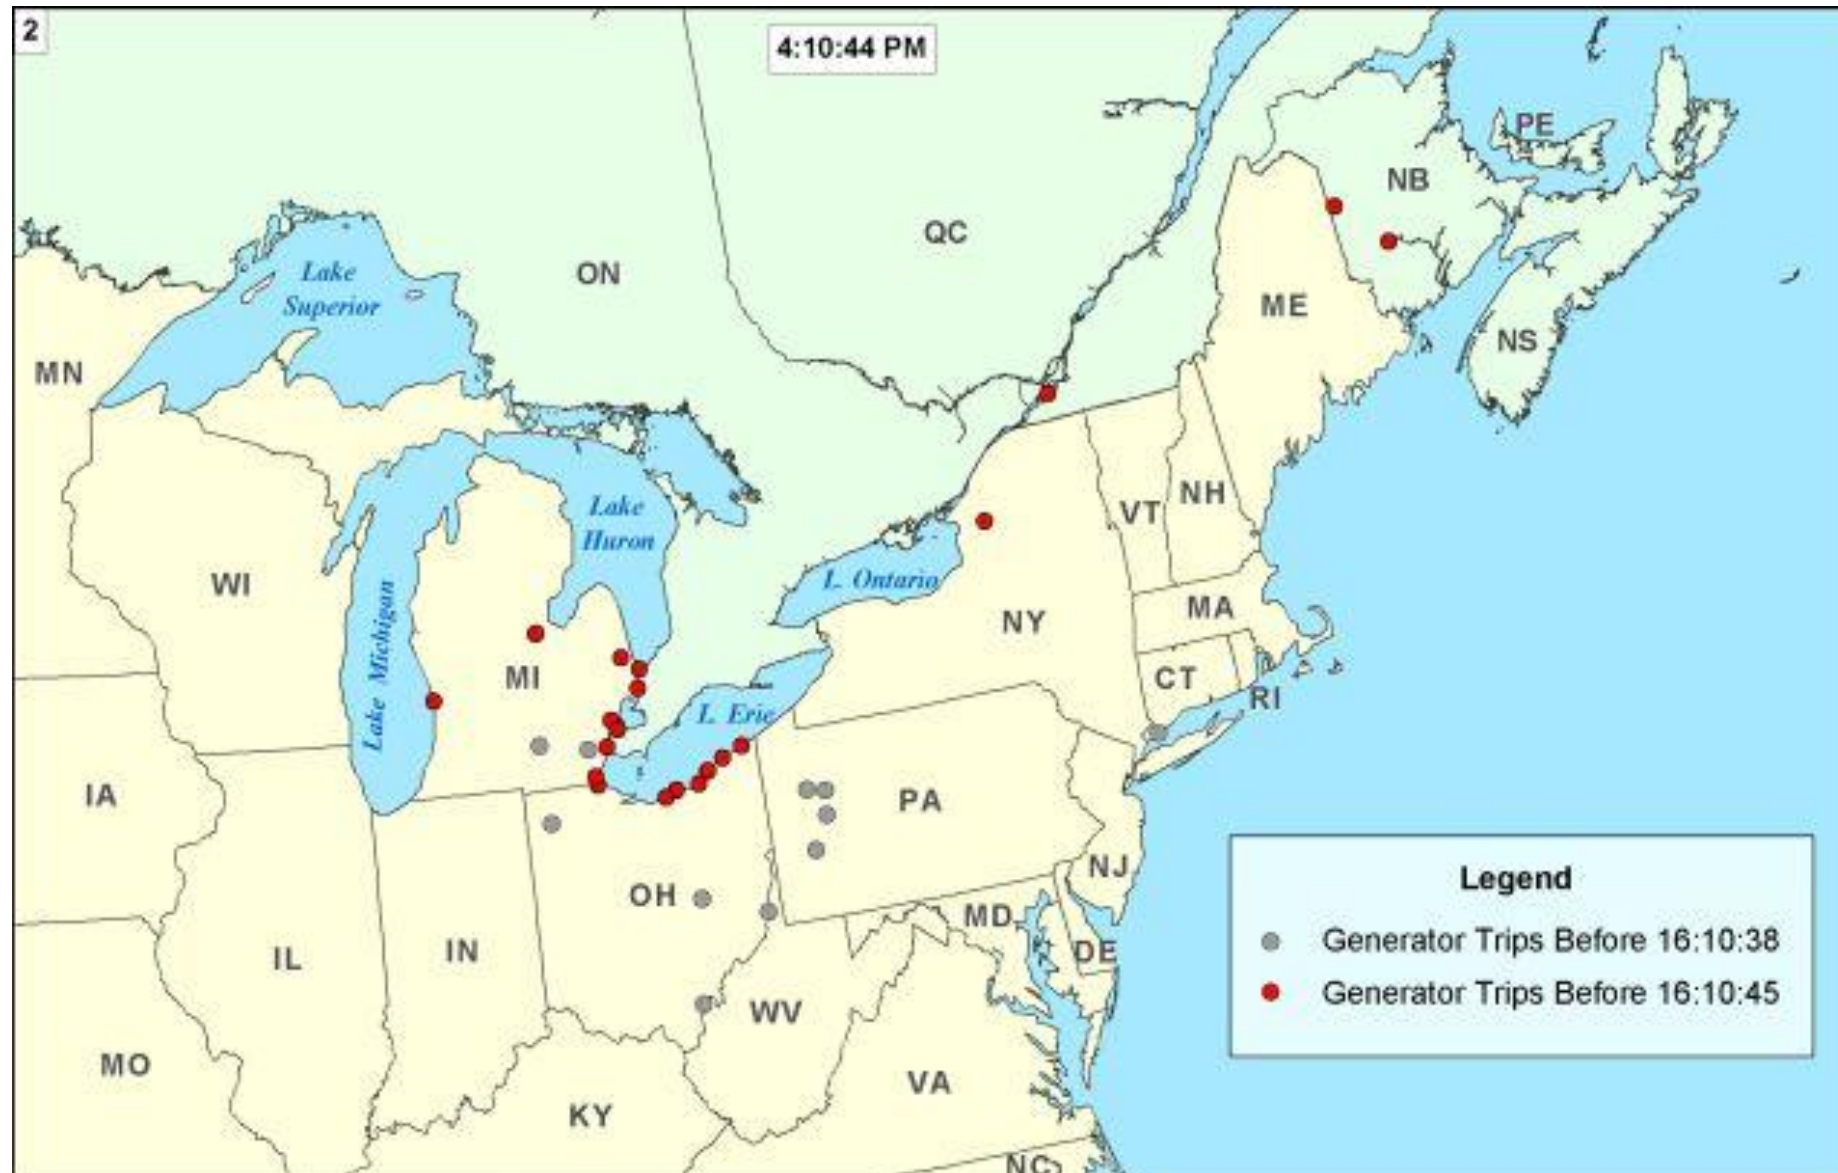 2
4:10:44 PM
PE
NB
QC
ON
Lake
Superior
ME
NS
MN
Lake
Huron
NH
VT
L. Ontario
WI
MA
NY
Lake Michigan
MI
CT
RI
L. Erie
IA
PA
NJ
OH
MD
DE
IN
IL
WV
MO
VA
KY
NC
Legend
Generator Trips Before 16:10:38
Generator Trips Before 16:10:45